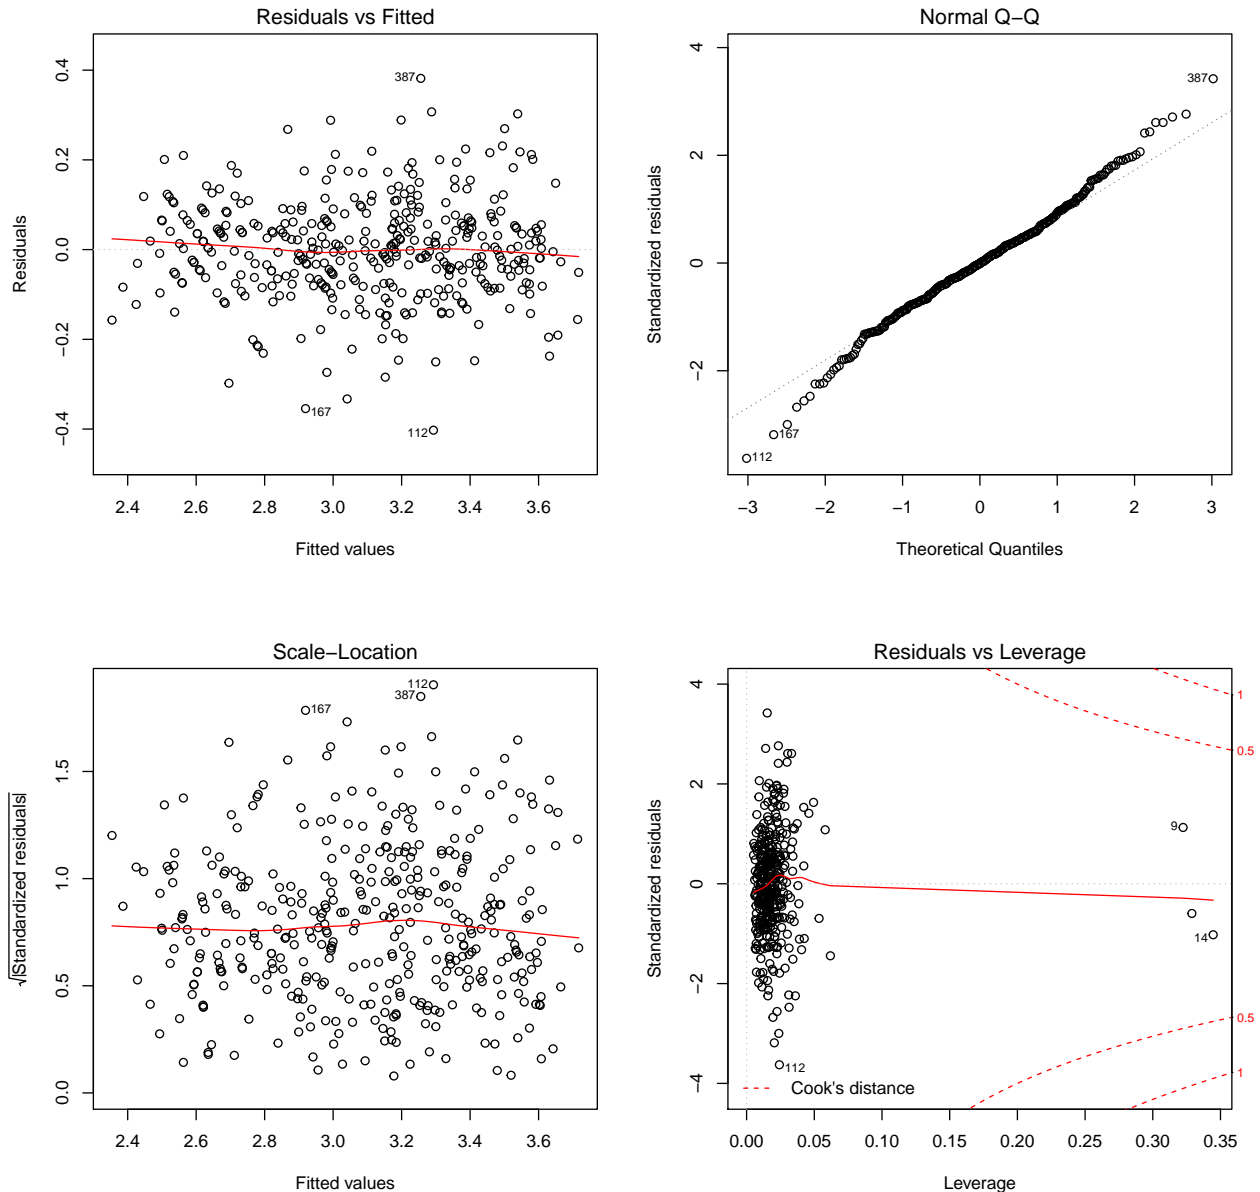 Residuals vs Fitted
0.4
0.2
0.0
−0.2
−0.4
Residuals
387
167
112
2.4 2.6 2.8 3.0 3.2 3.4 3.6
Fitted values
Normal Q−Q
4
2
0
−2
−4
Standardized residuals
387
167
112
−3 −2 −1 0 1 2 3
Theoretical Quantiles
Scale−Location
1.5
1.0
0.5
0.0
√|Standardized residuals|
112
387
167
2.4 2.6 2.8 3.0 3.2 3.4 3.6
Fitted values
Residuals vs Leverage
4
2
0
−2
−4
Standardized residuals
1
0.5
9
14
0.5
1
112
Cook's distance
0.00 0.05 0.10 0.15 0.20 0.25 0.30 0.35
Leverage